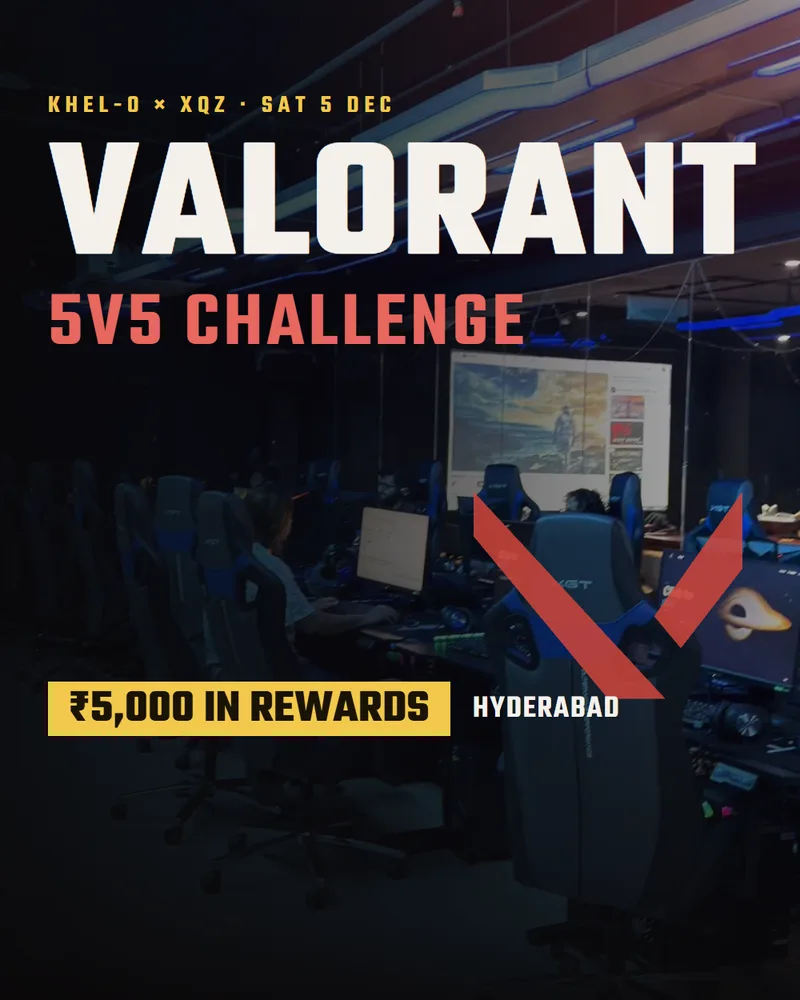 KHEL-O × XQZ · SAT 5 DEC
VALORANT
5V5 CHALLENGE
₹5,000 IN REWARDS
HYDERABAD